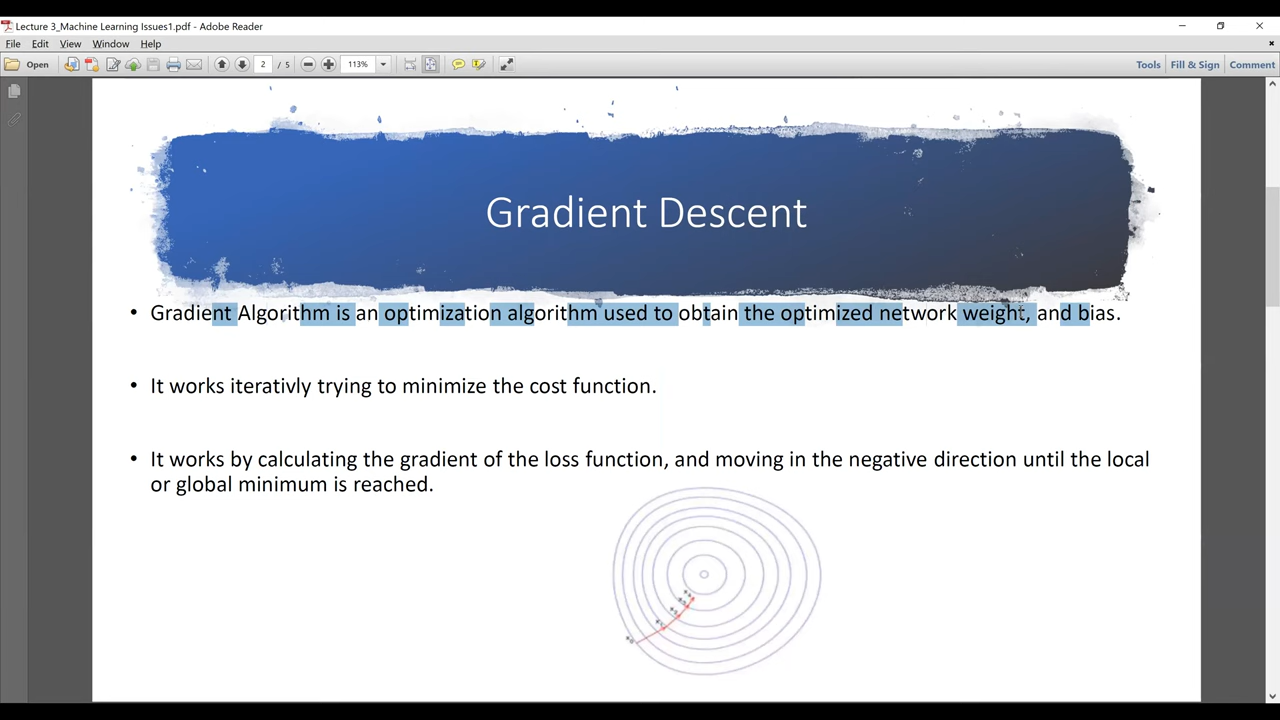 Lecture 3_Machine Learning Issues1.pdf - Adobe Reader
File Edit View Window Help
Open 2 / 5 113% Tools Fill & Sign Comment
Gradient Descent
• Gradient Algorithm is an optimization algorithm used to obtain the optimized network weight, and bias.
• It works iterativly trying to minimize the cost function.
• It works by calculating the gradient of the loss function, and moving in the negative direction until the local
or global minimum is reached.